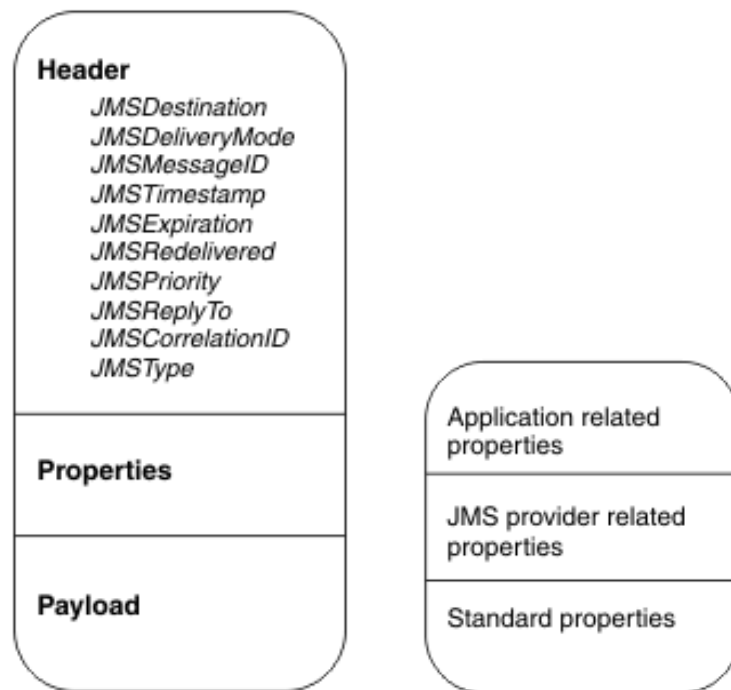 Header
JMSDestination
JMSDeliveryMode
JMSMessageID
JMSTimestamp
JMSExpiration
JMSRedelivered
JMSPriority
JMSReplyTo
JMSCorrelationID
JMSType
Properties
Payload
Application related
properties
JMS provider related
properties
Standard properties